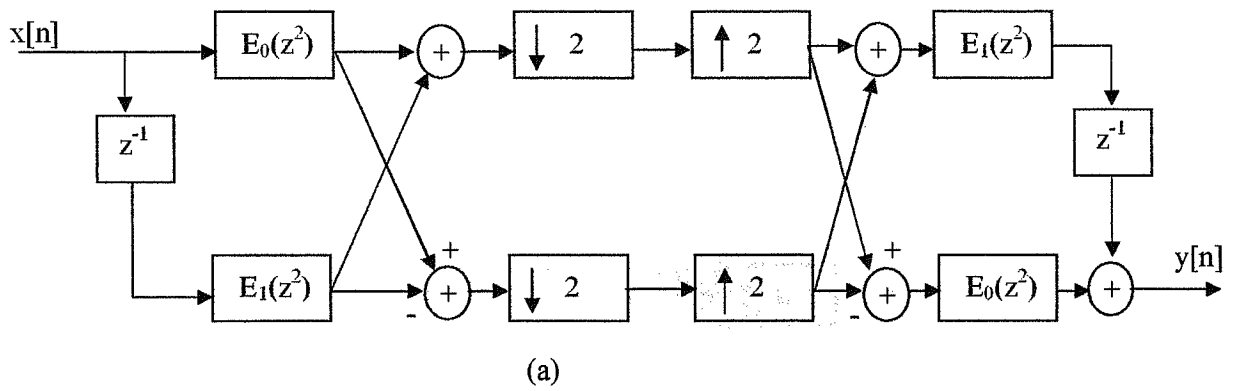 x[n]
E₀(z²)
+
↓ 2
↑ 2
+
E₁(z²)
z⁻¹
z⁻¹
+
+
y[n]
E₁(z²)
-
+
↓ 2
↑ 2
-
+
E₀(z²)
+
(a)